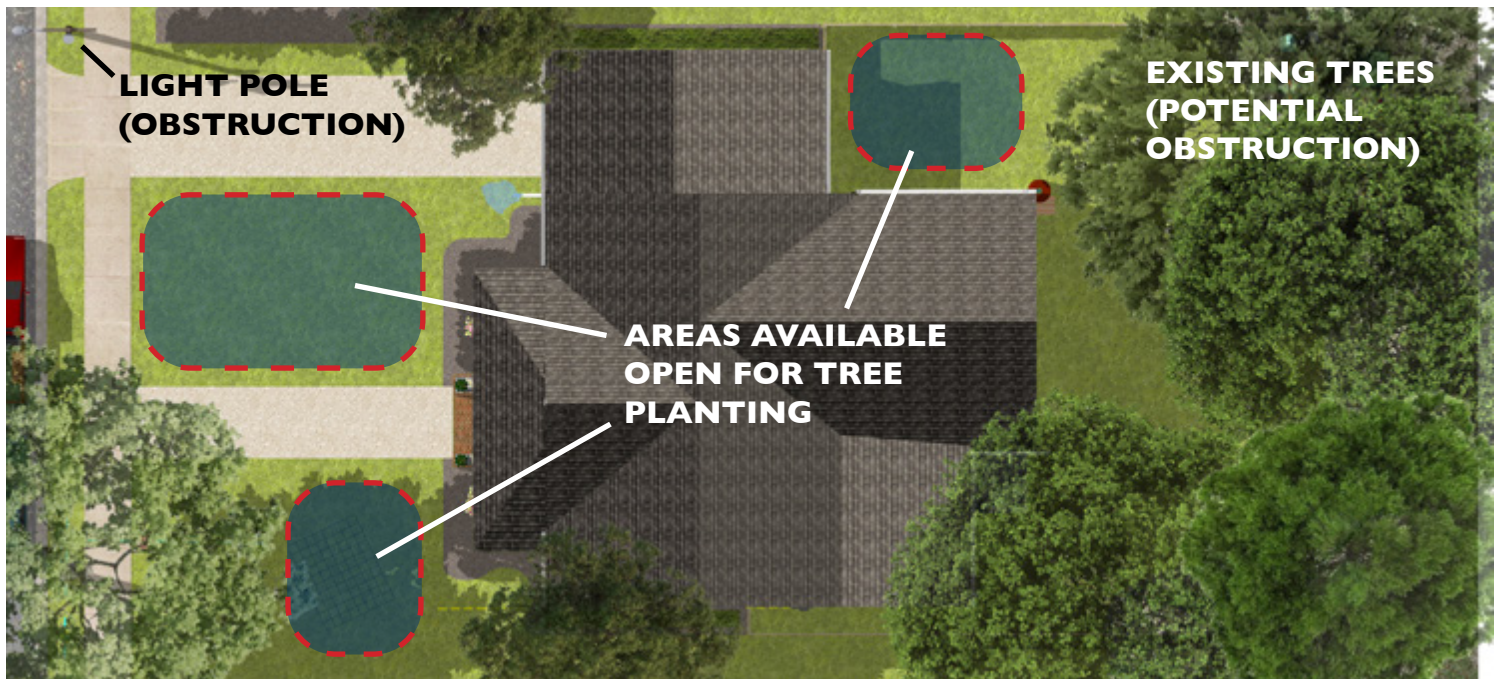 LIGHT POLE
(OBSTRUCTION)
EXISTING TREES
(POTENTIAL
OBSTRUCTION)
AREAS AVAILABLE
OPEN FOR TREE
PLANTING